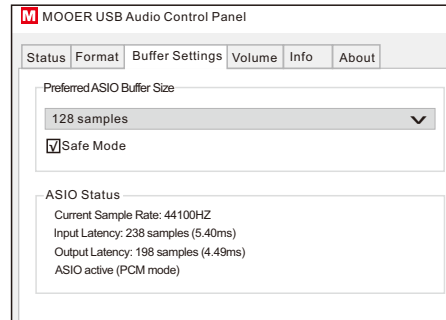 M MOOER USB Audio Control Panel
Status Format Buffer Settings Volume Info About
Preferred ASIO Buffer Size
128 samples
Safe Mode
ASIO Status
Current Sample Rate: 44100HZ
Input Latency: 238 samples (5.40ms)
Output Latency: 198 samples (4.49ms)
ASIO active (PCM mode)